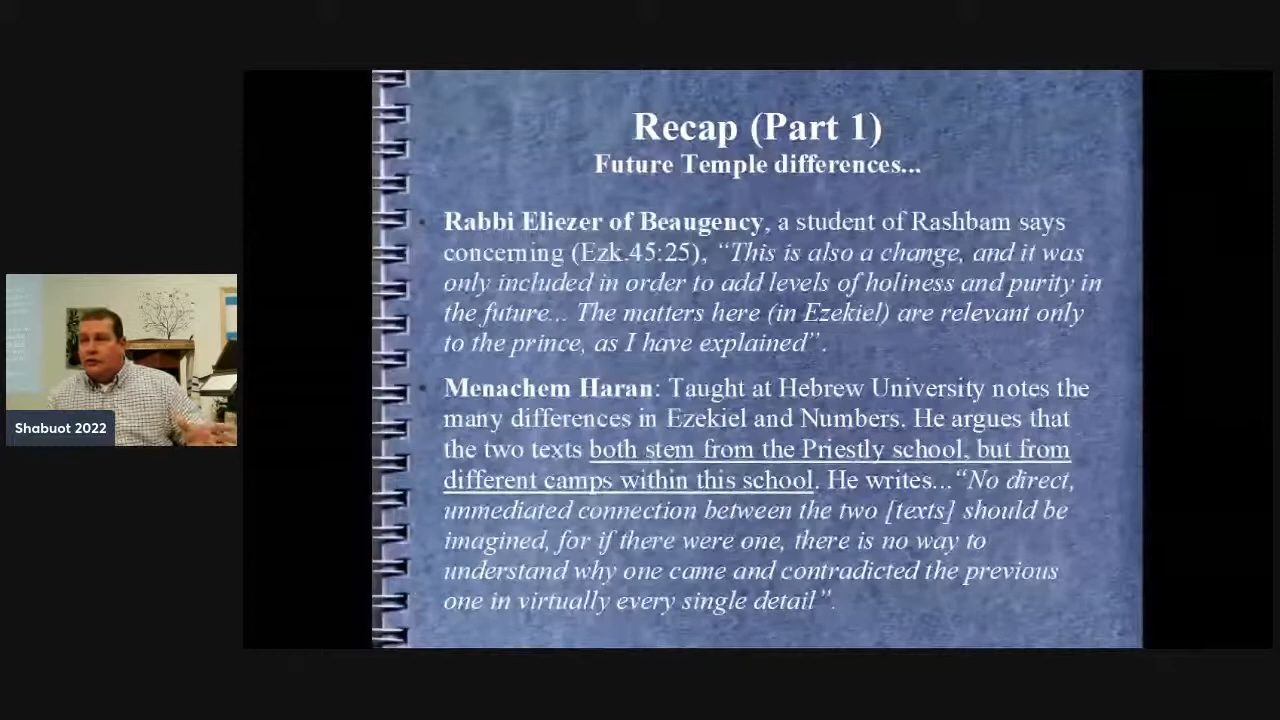 Recap (Part 1)
Future Temple differences...
• Rabbi Eliezer of Beaugency, a student of Rashbam says
concerning (Ezk.45:25), “This is also a change, and it was
only included in order to add levels of holiness and purity in
the future... The matters here (in Ezekiel) are relevant only
to the prince, as I have explained”.
• Menachem Haran: Taught at Hebrew University notes the
many differences in Ezekiel and Numbers. He argues that
the two texts both stem from the Priestly school, but from
different camps within this school. He writes...“No direct,
unmediated connection between the two [texts] should be
imagined, for if there were one, there is no way to
understand why one came and contradicted the previous
one in virtually every single detail”.
Shabuot 2022